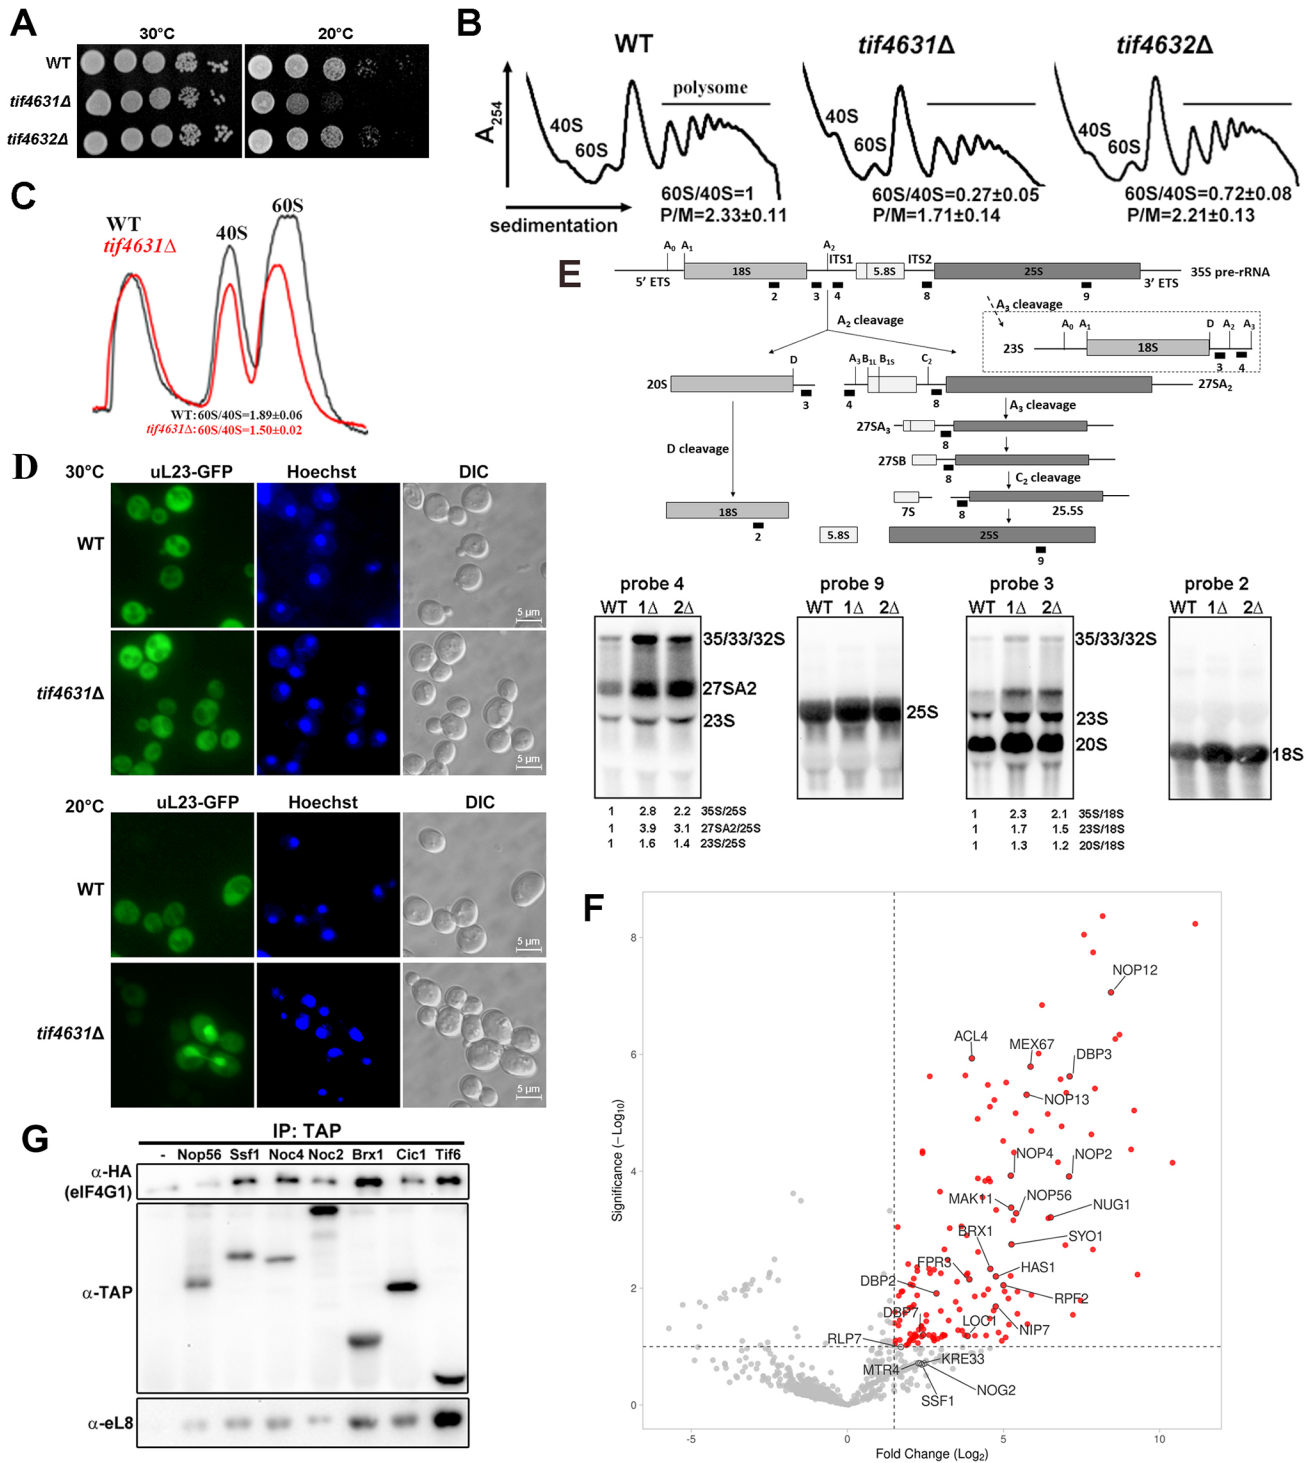 A
30°C
20°C
WT
tif4631Δ
tif4632Δ
B
WT
tif4631Δ
tif4632Δ
A254
polysome
40S
60S
40S
60S
40S
60S
60S/40S=1
P/M=2.33±0.11
60S/40S=0.27±0.05
P/M=1.71±0.14
60S/40S=0.72±0.08
P/M=2.21±0.13
sedimentation
C
WT
tif4631Δ
40S
60S
WT:60S/40S=1.89±0.06
tif4631Δ:60S/40S=1.50±0.02
D
30°C
uL23-GFP
Hoechst
DIC
WT
5 µm
tif4631Δ
5 µm
20°C
uL23-GFP
Hoechst
DIC
WT
5 µm
tif4631Δ
5 µm
E
A0
A1
A2
ITS1
ITS2
18S
5.8S
25S
35S pre-rRNA
5' ETS
3' ETS
2
3
4
8
9
A2 cleavage
A3 cleavage
A0
A1
D
A2
A3
23S
18S
3
4
D
20S
3
A3
B1L
B1S
C2
27SA2
4
8
A3 cleavage
27SA3
8
D cleavage
27SB
8
C2 cleavage
7S
8
25.5S
18S
2
5.8S
25S
9
probe 4
WT 1Δ 2Δ
35/33/32S
27SA2
23S
1 2.8 2.2 35S/25S
1 3.9 3.1 27SA2/25S
1 1.6 1.4 23S/25S
probe 9
WT 1Δ 2Δ
25S
probe 3
WT 1Δ 2Δ
35/33/32S
23S
20S
1 2.3 2.1 35S/18S
1 1.7 1.5 23S/18S
1 1.3 1.2 20S/18S
probe 2
WT 1Δ 2Δ
18S
F
Significance (−Log10)
8
6
4
2
0
NOP12
ACL4
MEX67
DBP3
NOP13
NOP4
NOP2
MAK11
NOP56
NUG1
BRX1
SYO1
FPR3
HAS1
DBP2
RPF2
DBP7
LOC1
NIP7
RLP7
MTR4
KRE33
NOG2
SSF1
-5
0
5
10
Fold Change (Log2)
G
IP: TAP
- Nop56 Ssf1 Noc4 Noc2 Brx1 Cic1 Tif6
α-HA
(eIF4G1)
α-TAP
α-eL8